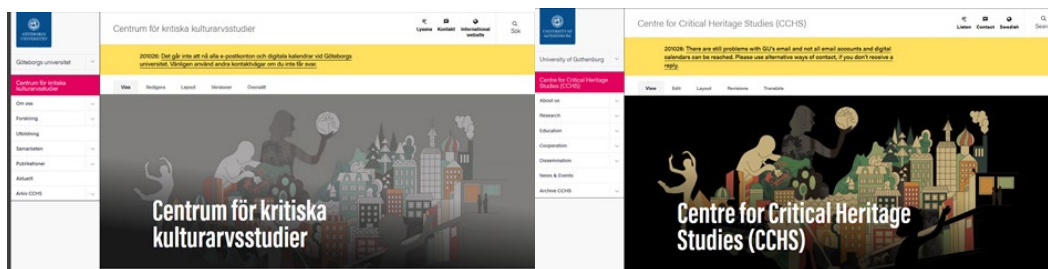 GÖTEBORGS
UNIVERSITET
Centrum för kritiska kulturarvsstudier
Lyssna
Kontakt
International
website
Sök
Göteborgs universitet
201026: Det går inte att nå alla e-postkonton och digitala kalendrar vid Göteborgs
universitet. Vänligen använd andra kontaktvägar om du inte får svar.
Centrum för kritiska
kulturarvsstudier
Visa
Redigera
Layout
Versioner
Översätt
Om oss
Forskning
Utbildning
Samarbeten
Publikationer
Aktuellt
Arkiv CCHS
Centrum för kritiska
kulturarvsstudier
UNIVERSITY OF
GOTHENBURG
Centre for Critical Heritage Studies (CCHS)
Listen
Contact
Swedish
Sear
University of Gothenburg
201026: There are still problems with GU's email and not all email accounts and digital
calendars can be reached. Please use alternative ways of contact, if you don't receive a
reply.
Centre for Critical Heritage
Studies (CCHS)
View
Edit
Layout
Revisions
Translate
About us
Research
Education
Cooperation
Dissemination
News & Events
Archive CCHS
Centre for Critical Heritage
Studies (CCHS)